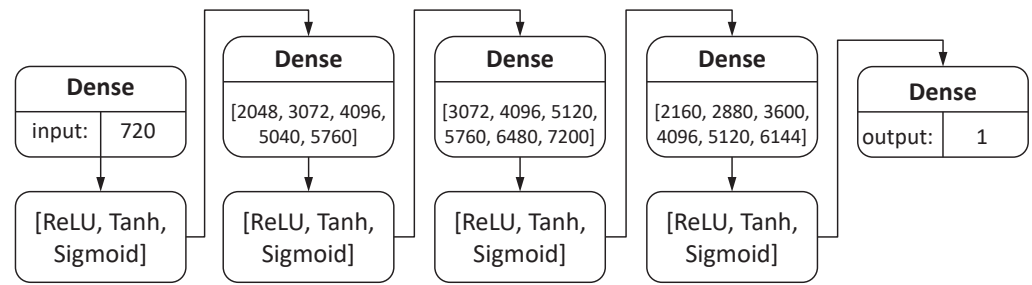 Dense
input: 720
[ReLU, Tanh,
Sigmoid]
Dense
[2048, 3072, 4096,
5040, 5760]
[ReLU, Tanh,
Sigmoid]
Dense
[3072, 4096, 5120,
5760, 6480, 7200]
[ReLU, Tanh,
Sigmoid]
Dense
[2160, 2880, 3600,
4096, 5120, 6144]
[ReLU, Tanh,
Sigmoid]
Dense
output: 1